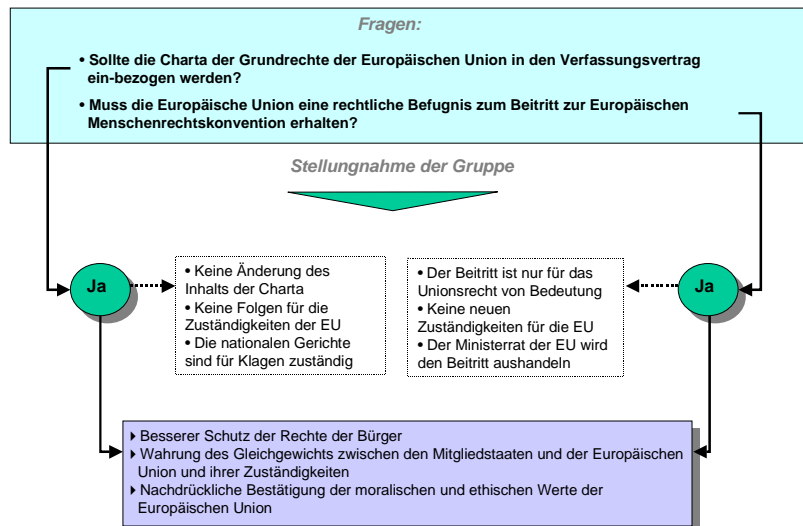 Fragen:
• Sollte die Charta der Grundrechte der Europäischen Union in den Verfassungsvertrag
ein-bezogen werden?
• Muss die Europäische Union eine rechtliche Befugnis zum Beitritt zur Europäischen
Menschenrechtskonvention erhalten?
Stellungnahme der Gruppe
Ja
• Keine Änderung des
Inhalts der Charta
• Keine Folgen für die
Zuständigkeiten der EU
• Die nationalen Gerichte
sind für Klagen zuständig
• Der Beitritt ist nur für das
Unionsrecht von Bedeutung
• Keine neuen
Zuständigkeiten für die EU
• Der Ministerrat der EU wird
den Beitritt aushandeln
Ja
Besserer Schutz der Rechte der Bürger
Wahrung des Gleichgewichts zwischen den Mitgliedstaaten und der Europäischen
Union und ihrer Zuständigkeiten
Nachdrückliche Bestätigung der moralischen und ethischen Werte der
Europäischen Union